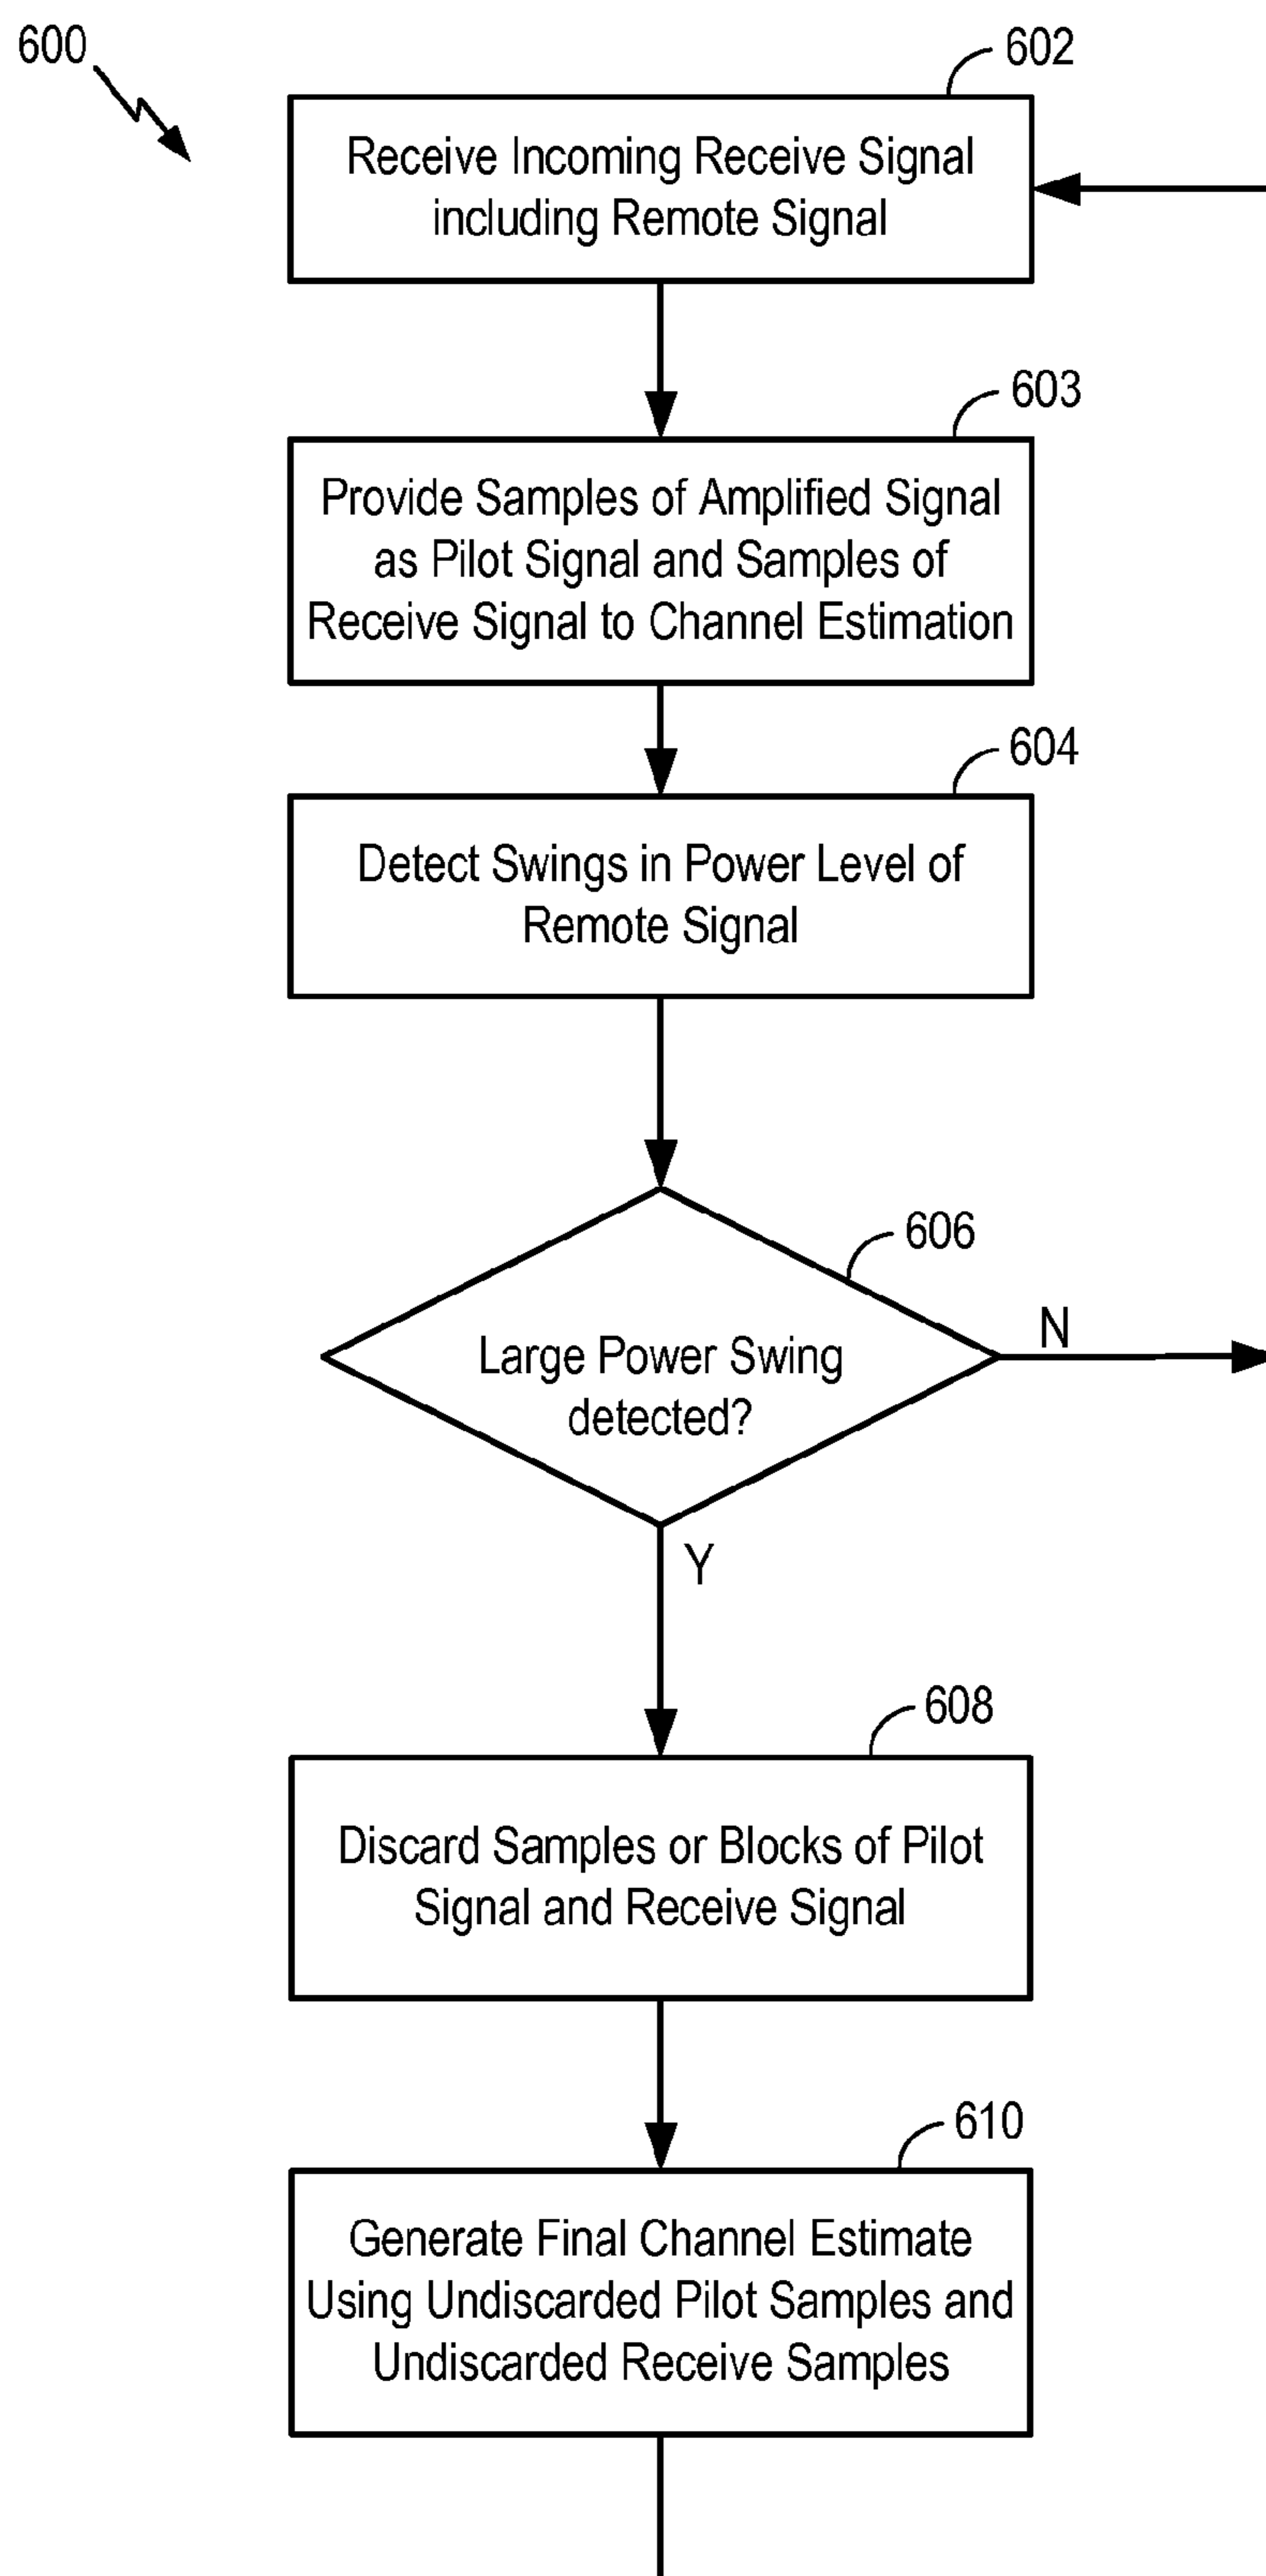 600
602
Receive Incoming Receive Signal
including Remote Signal
603
Provide Samples of Amplified Signal
as Pilot Signal and Samples of
Receive Signal to Channel Estimation
604
Detect Swings in Power Level of
Remote Signal
606
Large Power Swing
detected?
N
Y
608
Discard Samples or Blocks of Pilot
Signal and Receive Signal
610
Generate Final Channel Estimate
Using Undiscarded Pilot Samples and
Undiscarded Receive Samples